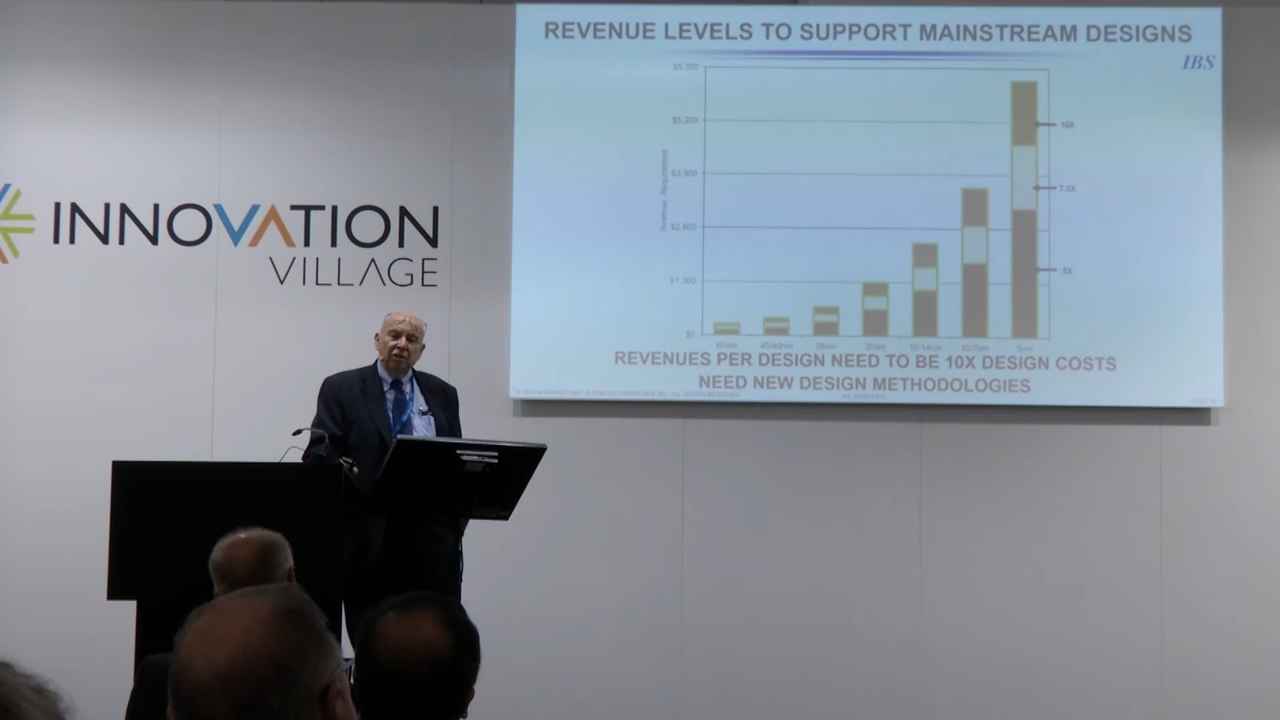 INNOVATION
VILLAGE
REVENUE LEVELS TO SUPPORT MAINSTREAM DESIGNS
IBS
$6,500
$5,200
$3,900
$2,600
$1,300
$0
Revenue Requirement
10X
7.5X
5X
65nm 45/40nm 28nm 20nm 16/14nm 10/7nm 5nm
REVENUES PER DESIGN NEED TO BE 10X DESIGN COSTS
NEED NEW DESIGN METHODOLOGIES